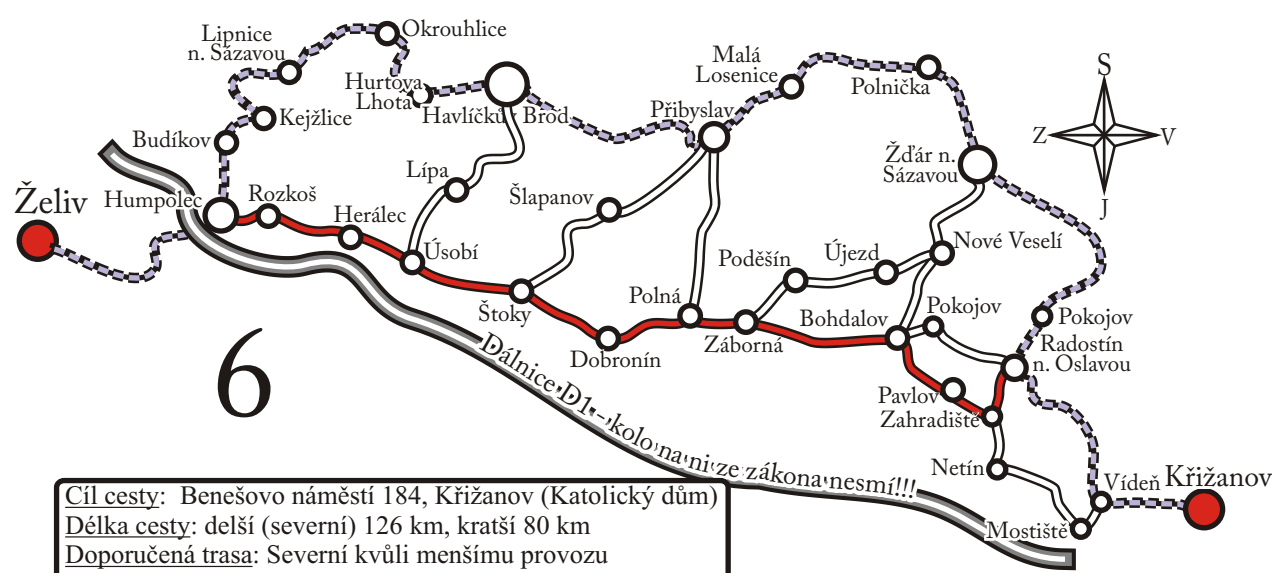 Lipnice
n. Sázavou
Okrouhlice
Hurtova
Lhota
Havlíčkův Brod
Malá
Losenice
Polnička
S
Z
V
J
Přibyslav
Kejžlice
Budíkov
Žďár n.
Sázavou
Humpolec
Želiv
Rozkoš
Lípa
Šlapanov
Herálec
Úsobí
Nové Veselí
Újezd
Poděšín
Štoky
Polná
Bohdalov
Pokojov
Pokojov
Záborná
Radostín
n. Oslavou
Dobronín
6
Pavlov
Zahradiště
Dálnice D1 - kolo na ni ze zákona nesmí!!!
Netín
Vídeň
Křižanov
Mostiště
Cíl cesty: Benešovo náměstí 184, Křižanov (Katolický dům)
Délka cesty: delší (severní) 126 km, kratší 80 km
Doporučená trasa: Severní kvůli menšímu provozu